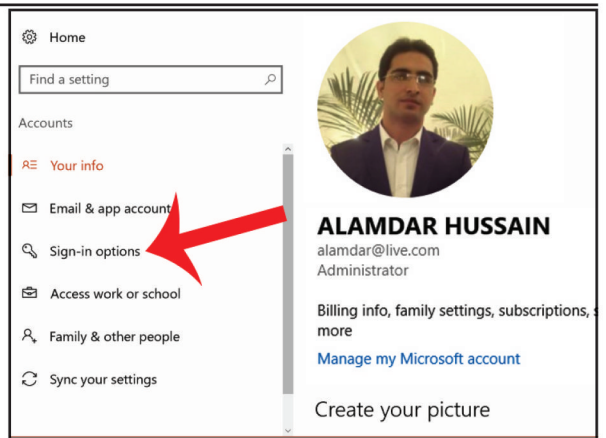 Home
Find a setting
Accounts
Your info
Email & app account
Sign-in options
Access work or school
Family & other people
Sync your settings
ALAMDAR HUSSAIN
alamdar@live.com
Administrator
Billing info, family settings, subscriptions, s
more
Manage my Microsoft account
Create your picture